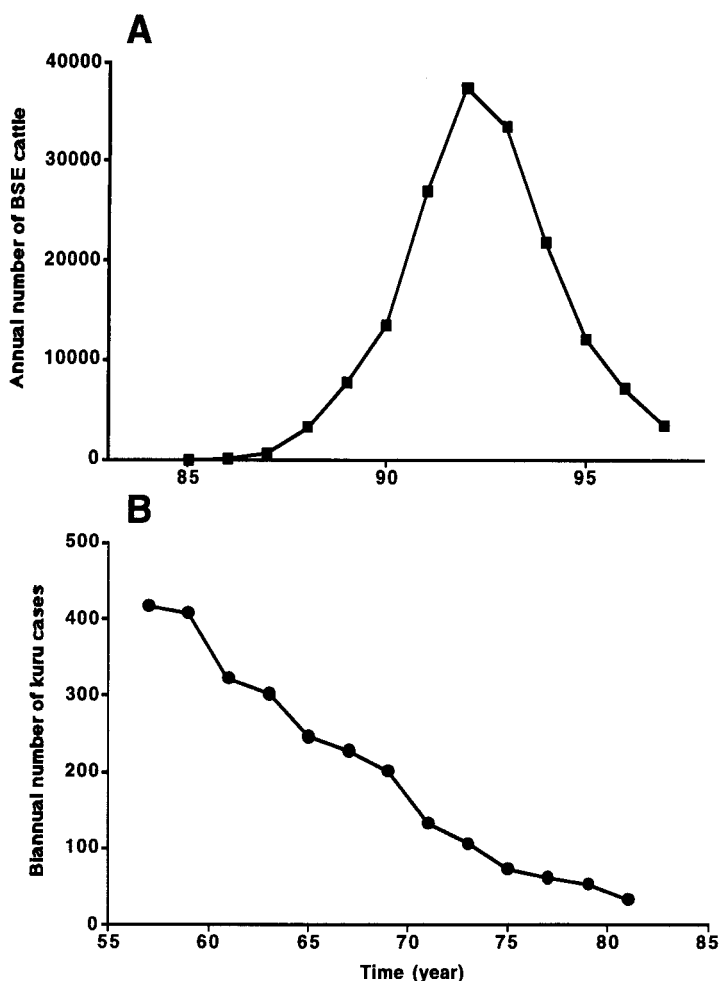 A
Annual number of BSE cattle
40000
30000
20000
10000
0
85 90 95
B
Biannual number of kuru cases
500
400
300
200
100
0
55 60 65 70 75 80 85
Time (year)